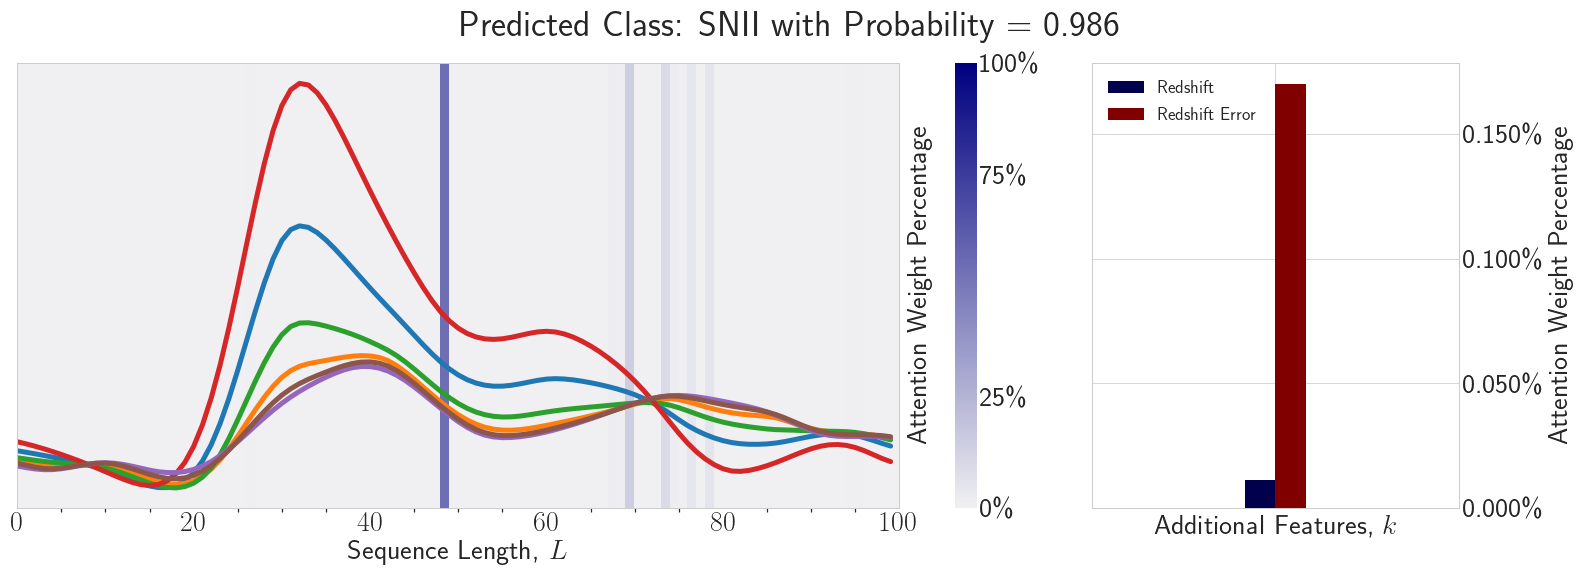 Predicted Class: SNII with Probability = 0.986
0 20 40 60 80 100
Sequence Length, L
100%
75%
25%
0%
Attention Weight Percentage
Redshift
Redshift Error
Additional Features, k
0.150%
0.100%
0.050%
0.000%
Attention Weight Percentage